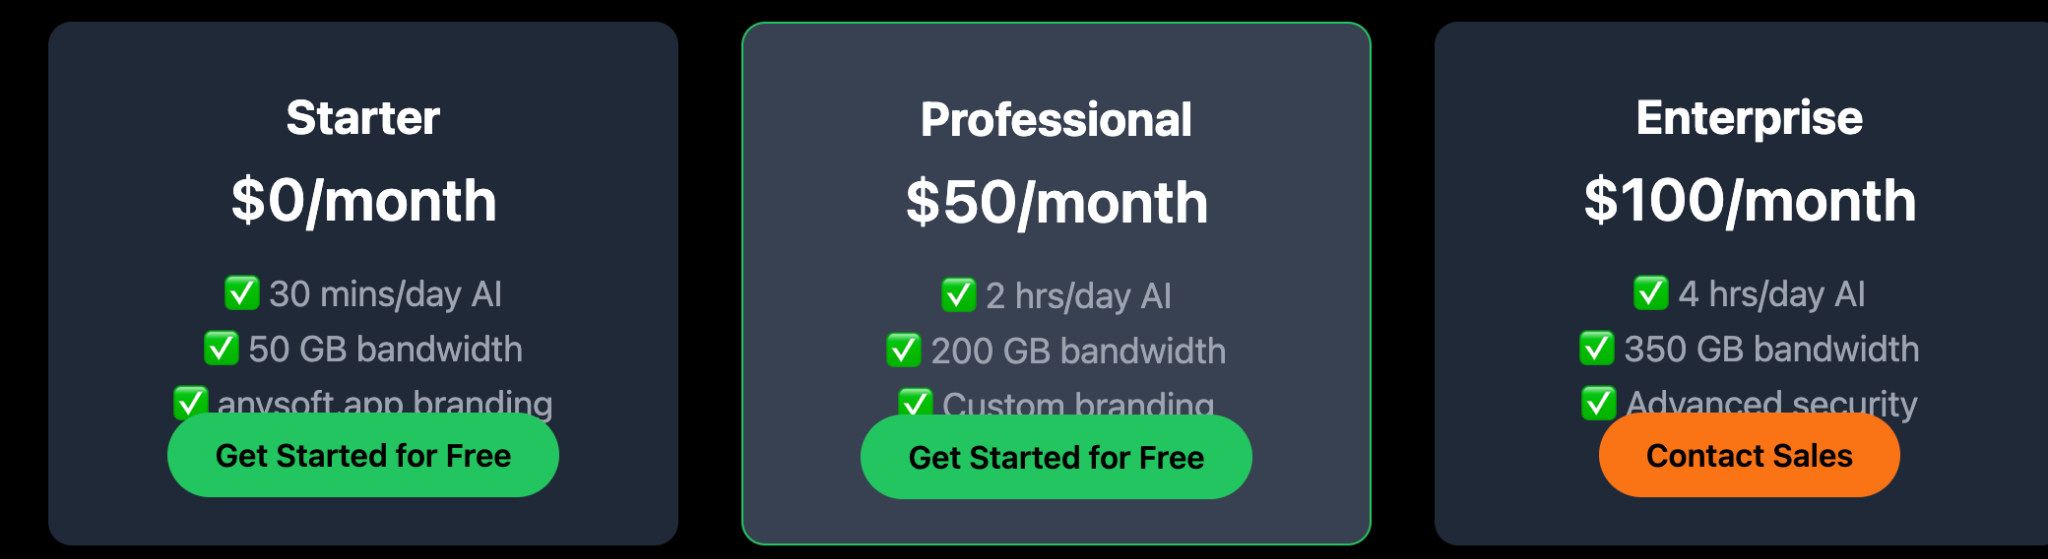 Starter
$0/month
✅ 30 mins/day AI
✅ 50 GB bandwidth
✅ anysoft.app branding
Get Started for Free
Professional
$50/month
✅ 2 hrs/day AI
✅ 200 GB bandwidth
✅ Custom branding
Get Started for Free
Enterprise
$100/month
✅ 4 hrs/day AI
✅ 350 GB bandwidth
✅ Advanced security
Contact Sales